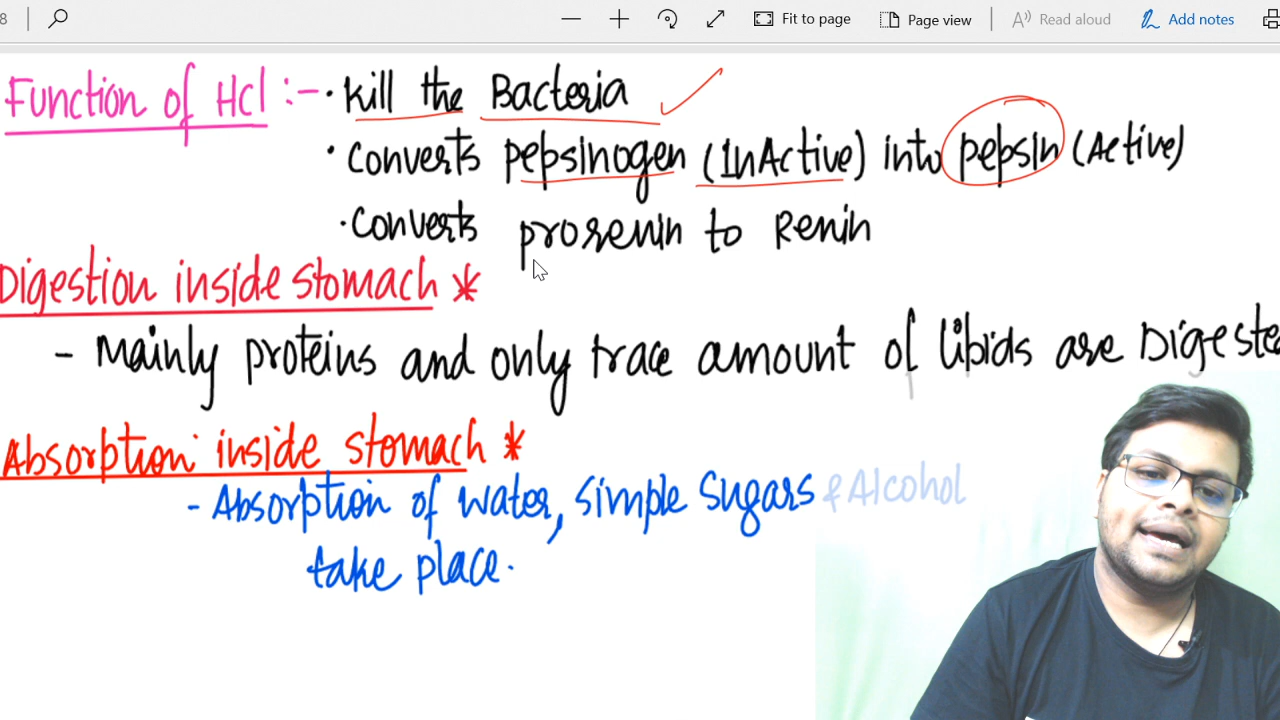 8 Fit to page Page view Read aloud Add notes
Function of Hcl :- • Kill the Bacteria
• Converts pepsinogen (InActive) into pepsin (Active)
• Converts prorenin to Renin
Digestion inside stomach *
- Mainly proteins and only trace amount of lipids are Digested
Absorption inside stomach *
- Absorption of water, simple sugars & Alcohol
take place.